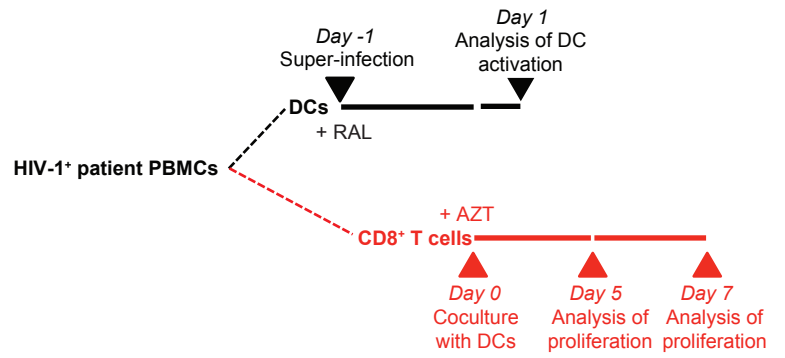 Day -1
Super-infection
Day 1
Analysis of DC
activation
DCs
+ RAL
HIV-1⁺ patient PBMCs
+ AZT
CD8⁺ T cells
Day 0
Coculture
with DCs
Day 5
Analysis of
proliferation
Day 7
Analysis of
proliferation